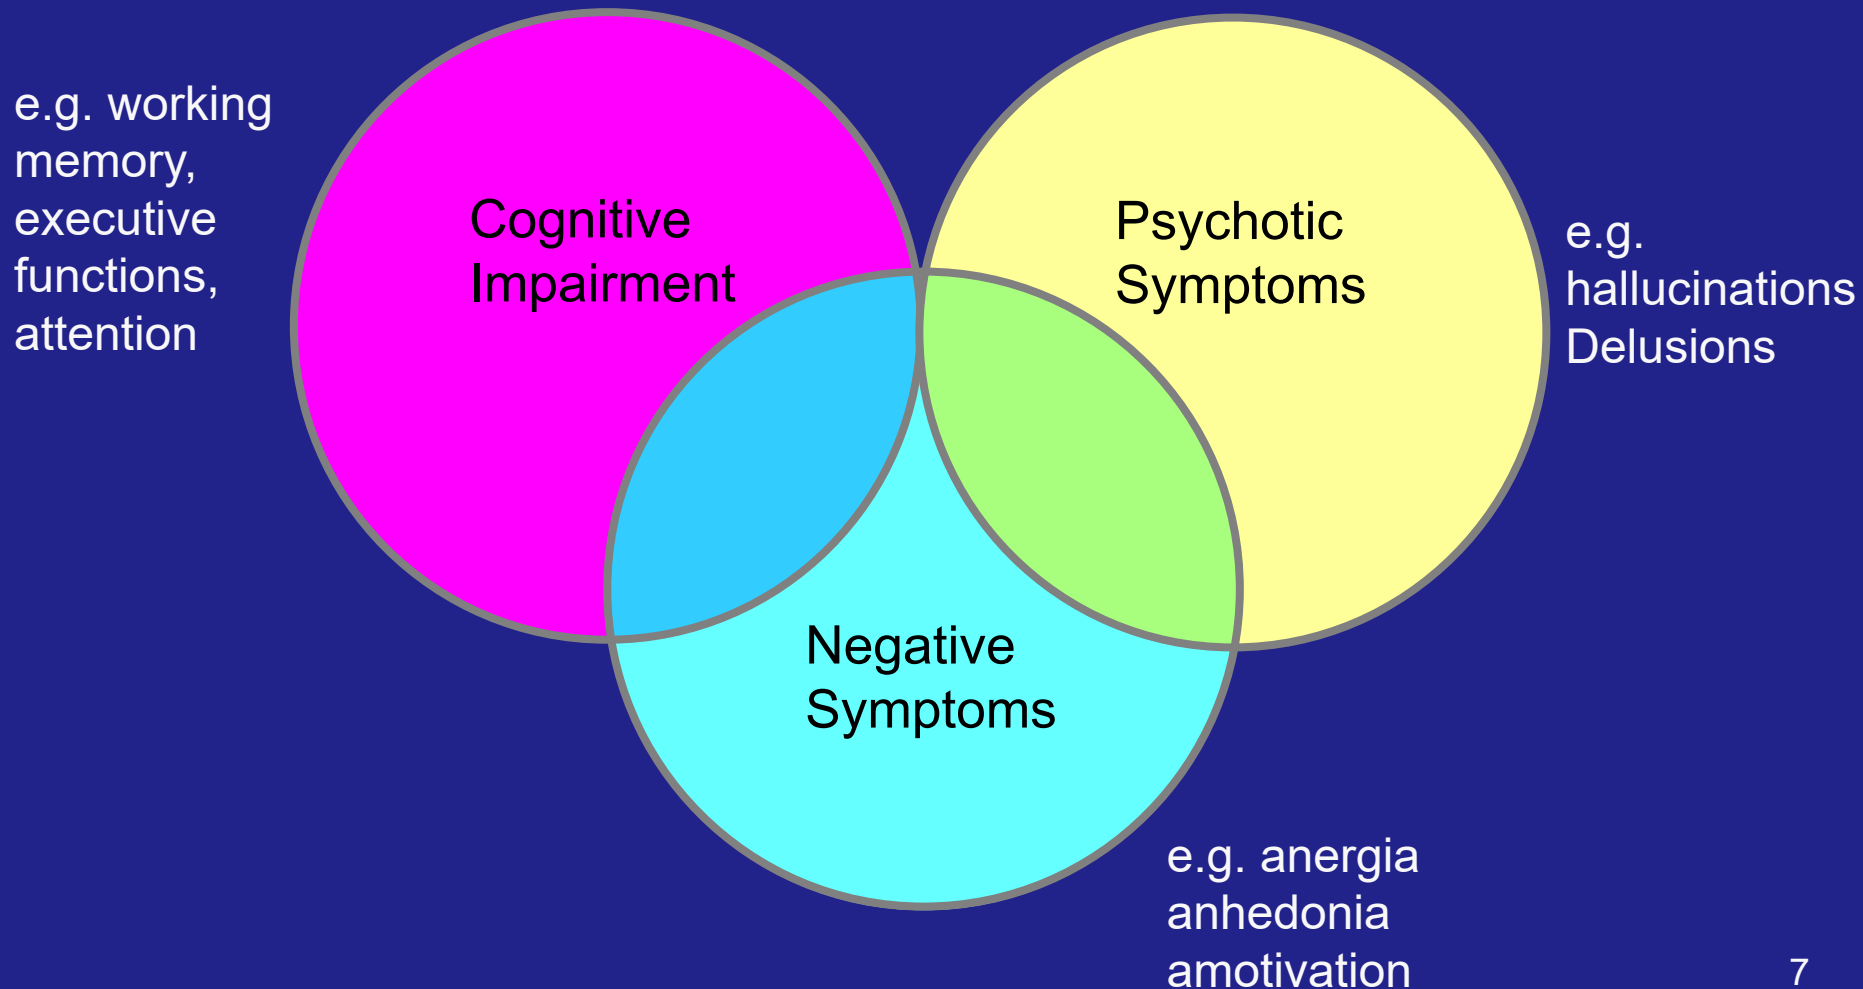 e.g. working
memory,
executive
functions,
attention
Cognitive
Impairment
Psychotic
Symptoms
e.g.
hallucinations
Delusions
Negative
Symptoms
e.g. anergia
anhedonia
amotivation
7